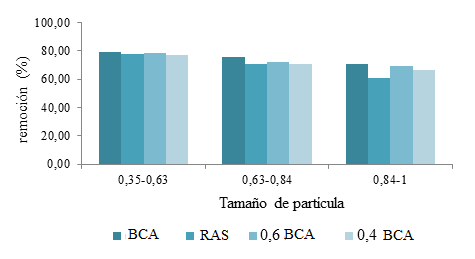 100,00
80,00
60,00
40,00
20,00
0,00
remoción (%)
0,35-0,63 0,63-0,84 0,84-1
Tamaño de partícula
BCA RAS 0,6 BCA 0,4 BCA